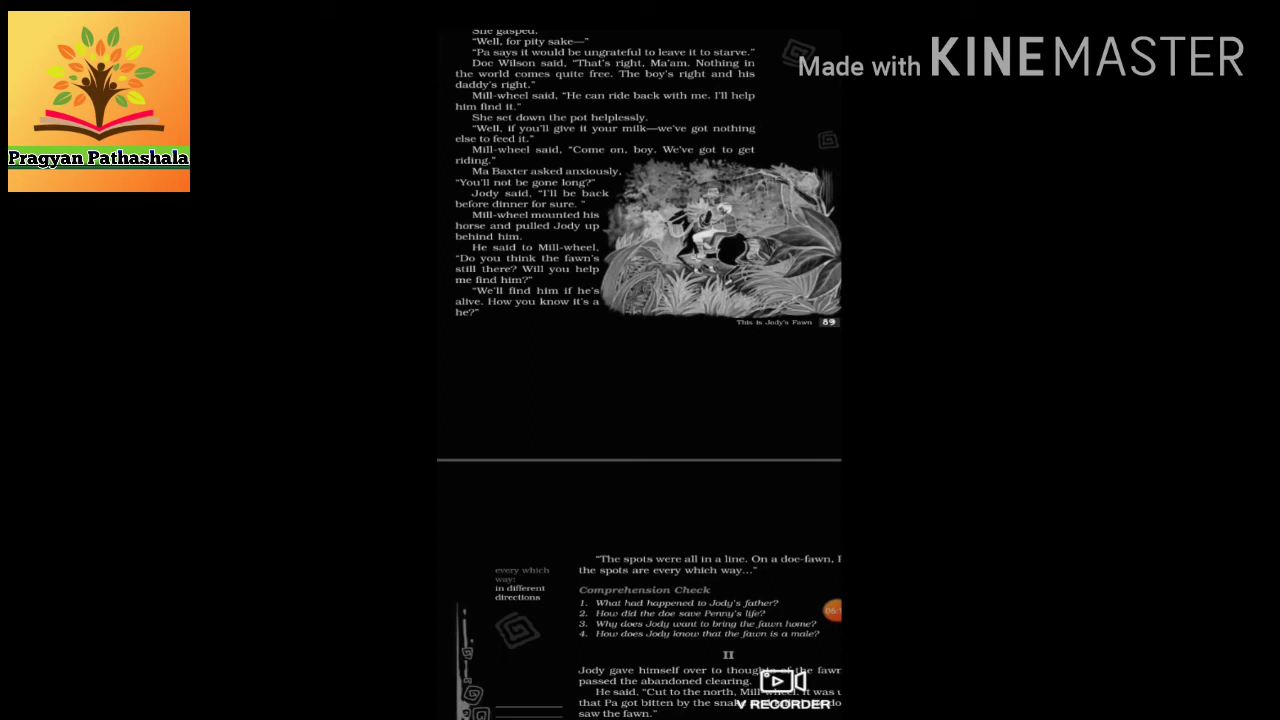 Pragyan Pathashala
Made with KINEMASTER
She gasped.
“Well, for pity sake—”
“Pa says it would be ungrateful to leave it to starve.”
Doc Wilson said, “That's right, Ma'am. Nothing in
the world comes quite free. The boy's right and his
daddy's right.”
Mill-wheel said, “He can ride back with me. I'll help
him find it.”
She set down the pot helplessly.
“Well, if you'll give it your milk—we've got nothing
else to feed it.”
Mill-wheel said, “Come on, boy. We've got to get
riding.”
Ma Baxter asked anxiously,
“You'll not be gone long?”
Jody said, “I'll be back
before dinner for sure. ”
Mill-wheel mounted his
horse and pulled Jody up
behind him.
He said to Mill-wheel,
“Do you think the fawn's
still there? Will you help
me find him?”
“We'll find him if he's
alive. How you know it's a
he?”
This is Jody's Fawn 89
“The spots were all in a line. On a doe-fawn,
the spots are every which way...”
every which
way:
in different
directions
Comprehension Check
1. What had happened to Jody's father?
2. How did the doe save Penny's life?
3. Why does Jody want to bring the fawn home?
4. How does Jody know that the fawn is a male?
II
Jody gave himself over to thoughts of the fawn
passed the abandoned clearing.
He said, “Cut to the north, Mill-wheel. It was
that Pa got bitten by the snake
saw the fawn.”
V RECORDER